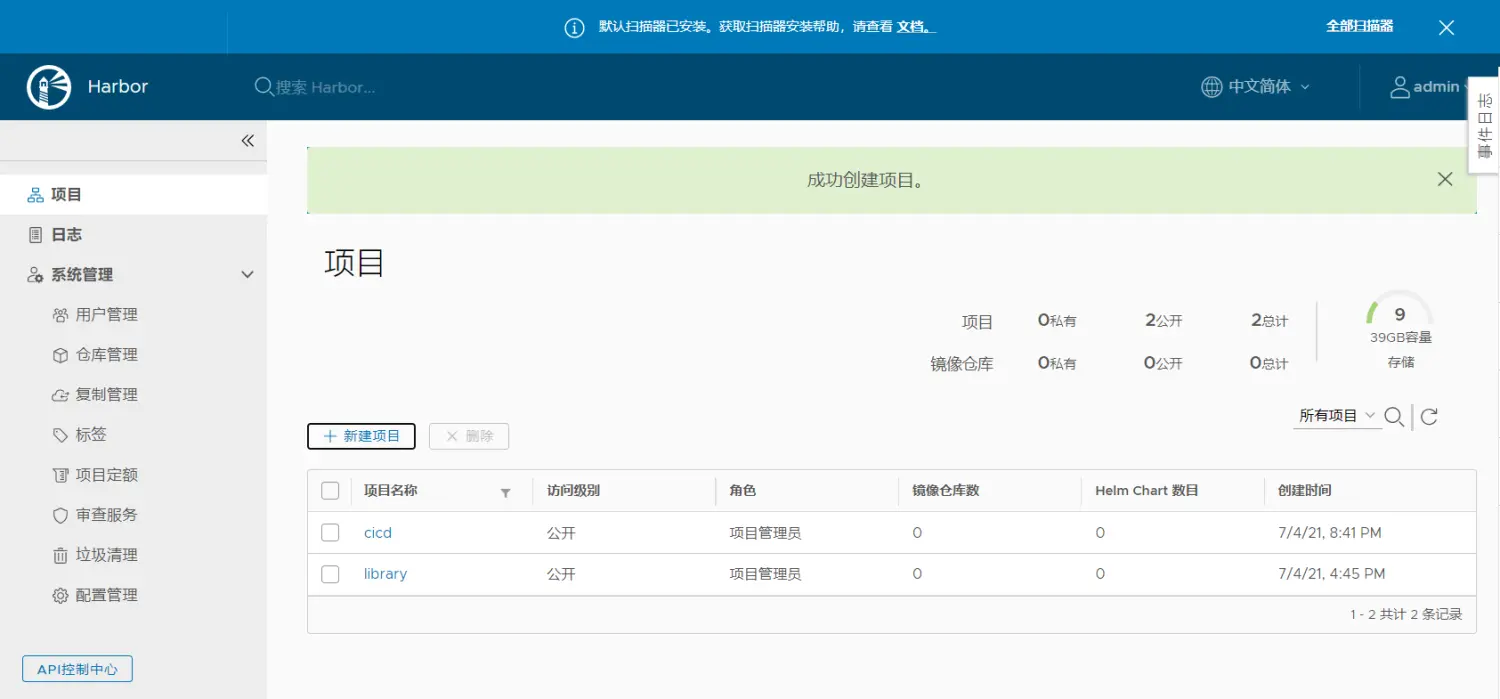 默认扫描器已安装。获取扫描器安装帮助，请查看 文档。 全部扫描器
Harbor 搜索 Harbor... 中文简体 admin
事件日志
成功创建项目。
项目
日志
系统管理
用户管理
仓库管理
复制管理
标签
项目定额
审查服务
垃圾清理
配置管理
API控制中心
项目
项目 0私有 2公开 2总计
镜像仓库 0私有 0公开 0总计
9
39GB容量
存储
所有项目
新建项目 删除
项目名称 访问级别 角色 镜像仓库数 Helm Chart 数目 创建时间
cicd 公开 项目管理员 0 0 7/4/21, 8:41 PM
library 公开 项目管理员 0 0 7/4/21, 4:45 PM
1 - 2 共计 2 条记录